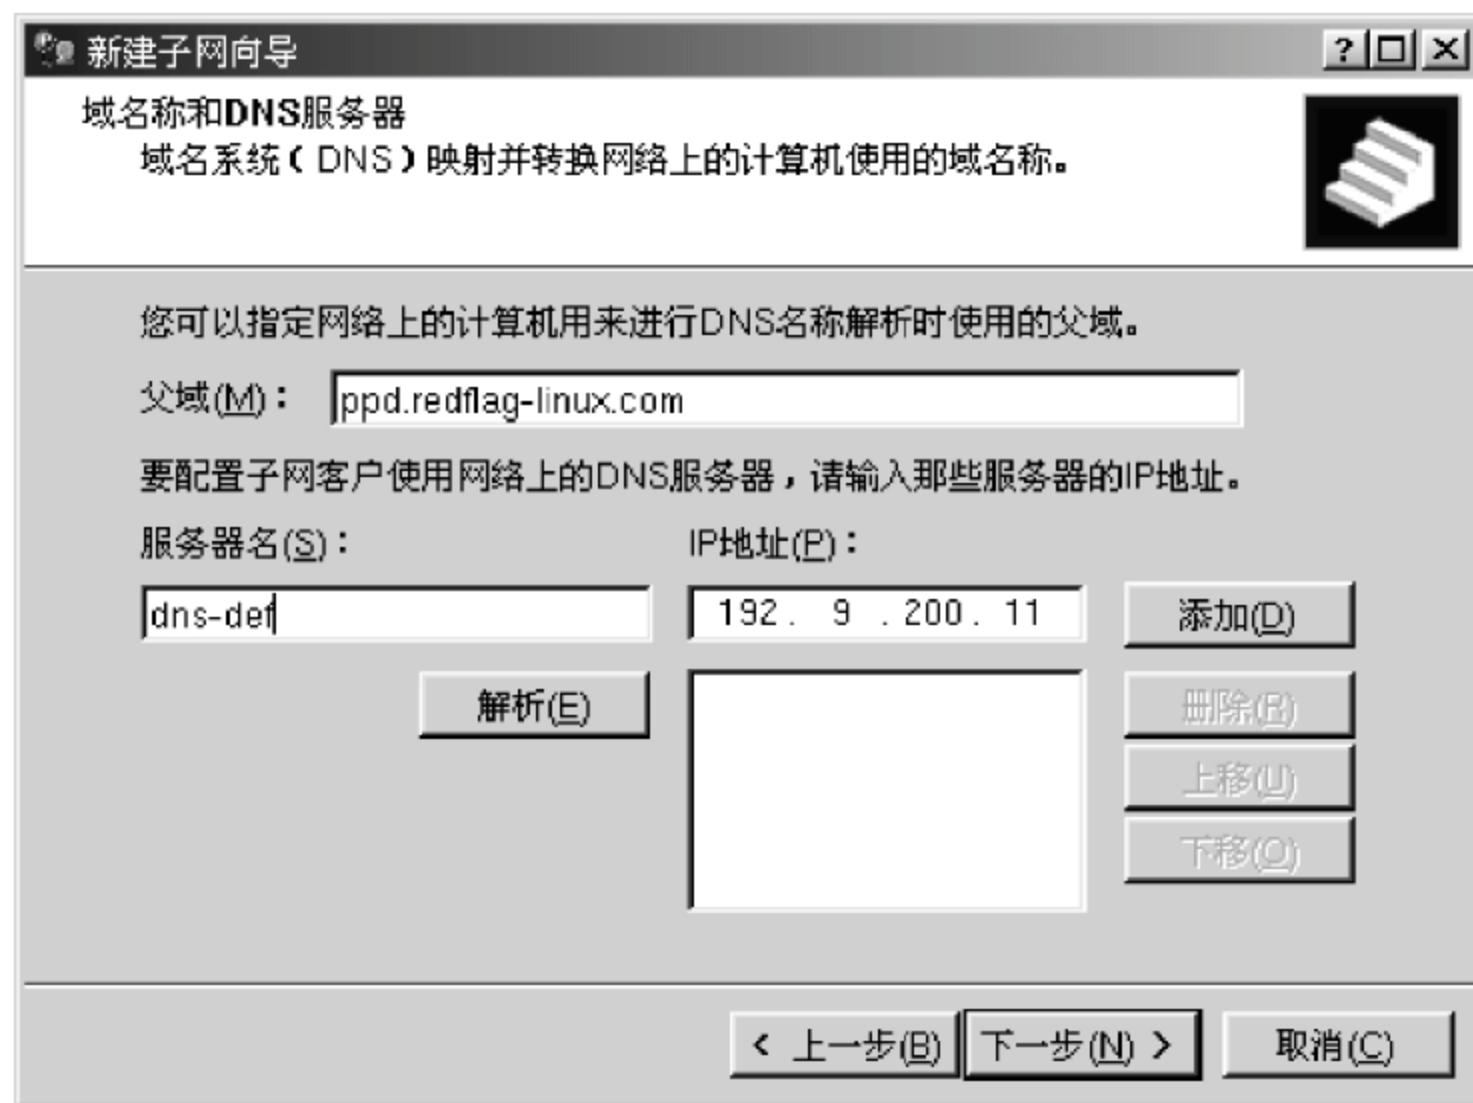 新建子网向导
域名称和DNS服务器
域名系统(DNS)映射并转换网络上的计算机使用的域名称。
您可以指定网络上的计算机用来进行DNS名称解析时使用的父域。
父域(M)： ppd.redflag-linux.com
要配置子网客户使用网络上的DNS服务器，请输入那些服务器的IP地址。
服务器名(S)： IP地址(P)：
dns-def 192. 9 .200. 11 添加(D)
解析(E) 删除(R)
上移(U)
下移(O)
< 上一步(B) 下一步(N) > 取消(C)